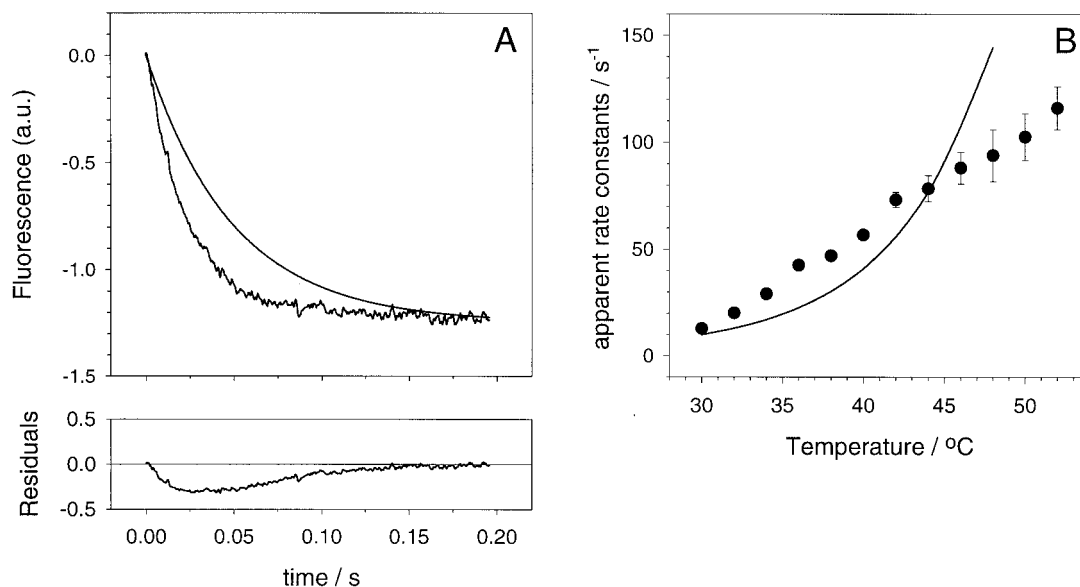 A
0.0
-0.5
-1.0
-1.5
Fluorescence (a.u.)
0.5
0.0
-0.5
Residuals
0.00 0.05 0.10 0.15 0.20
time / s
B
150
100
50
0
apparent rate constants / s⁻¹
30 35 40 45 50
Temperature / ºC